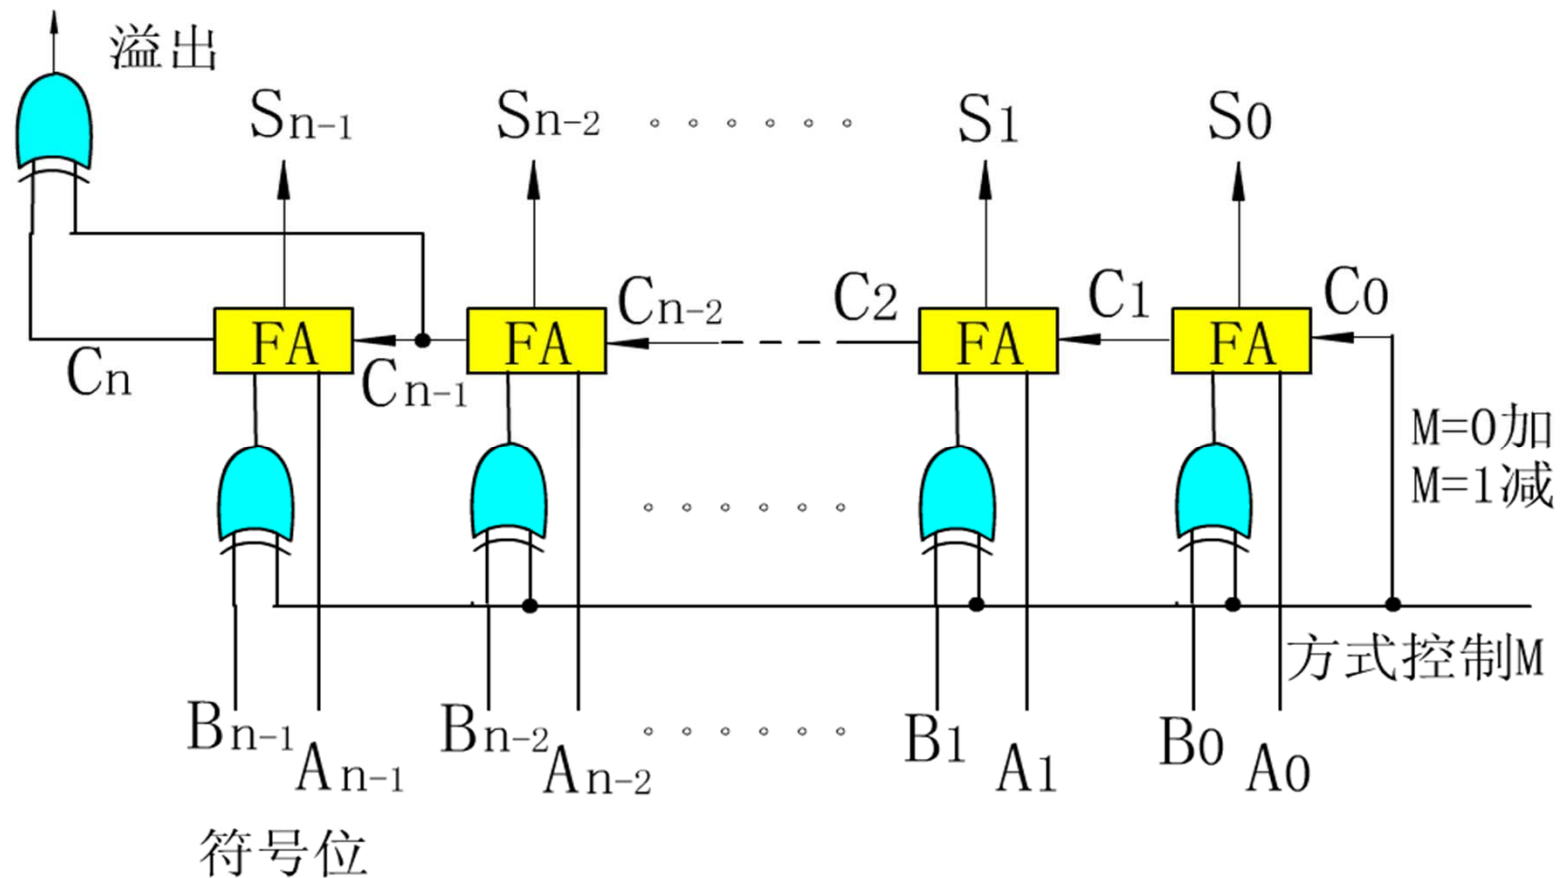 溢出
Sn-1 Sn-2 S1 S0
Cn FA Cn-1 FA Cn-2 C2 FA C1 FA C0
M=0加
M=1减
方式控制M
Bn-1 An-1 Bn-2 An-2 B1 A1 B0 A0
符号位